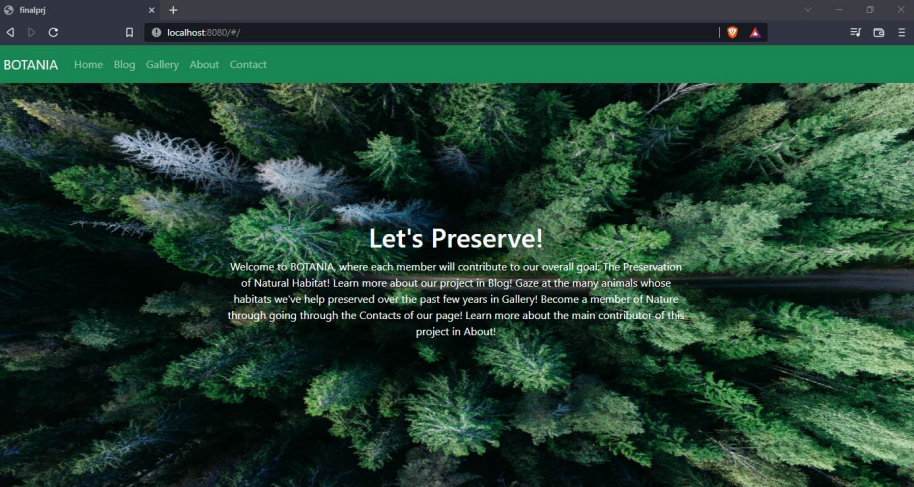 finalprj
localhost:8080/#/
BOTANIA Home Blog Gallery About Contact
Let's Preserve!
Welcome to BOTANIA, where each member will contribute to our overall goal: The Preservation
of Natural Habitat! Learn more about our project in Blog! Gaze at the many animals whose
habitats we've help preserved over the past few years in Gallery! Become a member of Nature
through going through the Contacts of our page! Learn more about the main contributor of this
project in About!